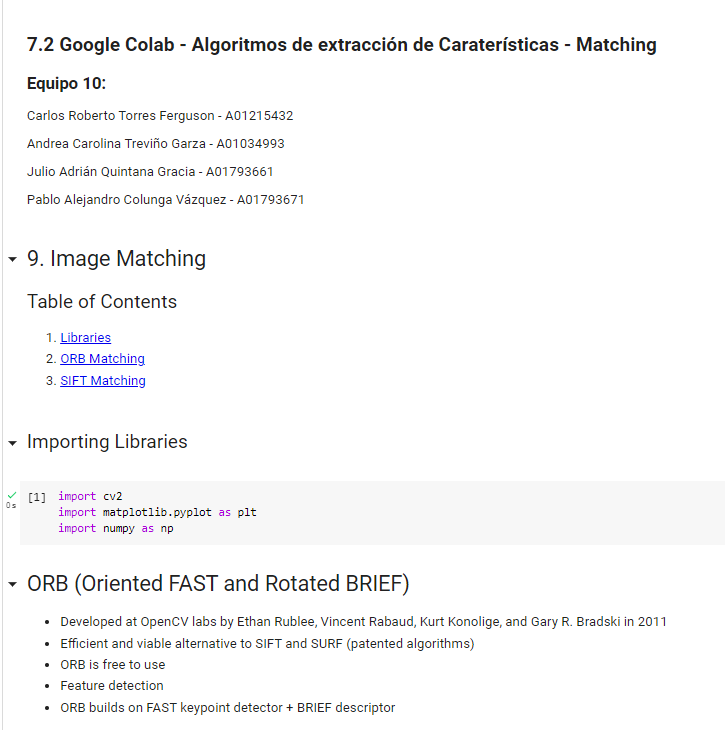 7.2 Google Colab - Algoritmos de extracción de Caraterísticas - Matching
Equipo 10:
Carlos Roberto Torres Ferguson - A01215432
Andrea Carolina Treviño Garza - A01034993
Julio Adrián Quintana Gracia - A01793661
Pablo Alejandro Colunga Vázquez - A01793671
9. Image Matching
Table of Contents
1. Libraries
2. ORB Matching
3. SIFT Matching
Importing Libraries
[1] import cv2
0s import matplotlib.pyplot as plt
import numpy as np
ORB (Oriented FAST and Rotated BRIEF)
• Developed at OpenCV labs by Ethan Rublee, Vincent Rabaud, Kurt Konolige, and Gary R. Bradski in 2011
• Efficient and viable alternative to SIFT and SURF (patented algorithms)
• ORB is free to use
• Feature detection
• ORB builds on FAST keypoint detector + BRIEF descriptor